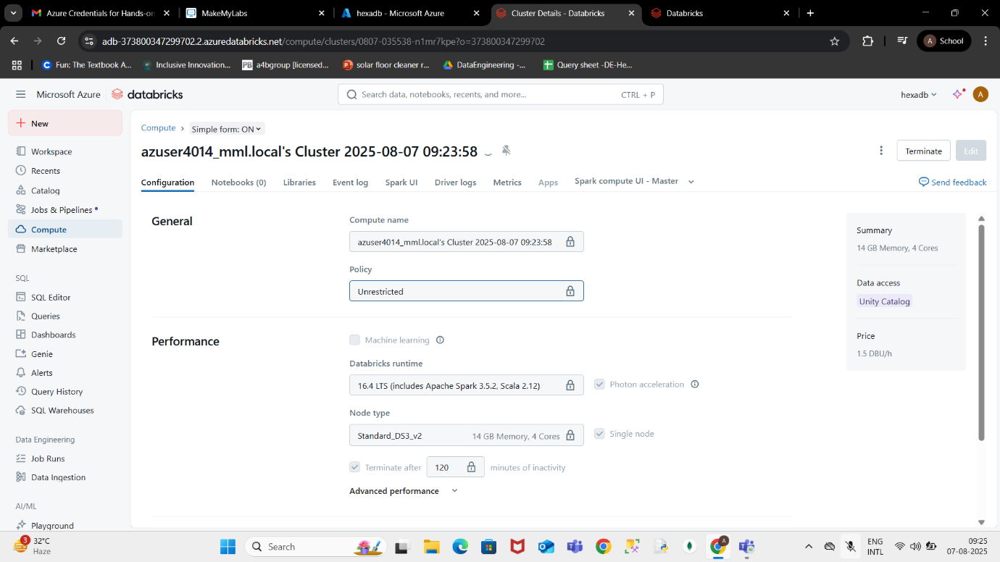 Azure Credentials for Hands-on
MakeMyLabs
hexadb - Microsoft Azure
Cluster Details - Databricks
Databricks
adb-373800347299702.2.azuredatabricks.net/compute/clusters/0807-035538-n1mr7kpe?o=373800347299702
A School
Fun: The Textbook A...
Inclusive Innovation...
PB a4bgroup [licensed...
solar floor cleaner r...
DataEngineering -...
Query sheet -DE-He...
Microsoft Azure
databricks
Search data, notebooks, recents, and more...
CTRL + P
hexadb
A
New
Workspace
Recents
Catalog
Jobs & Pipelines
Compute
Marketplace
SQL
SQL Editor
Queries
Dashboards
Genie
Alerts
Query History
SQL Warehouses
Data Engineering
Job Runs
Data Ingestion
AI/ML
Playground
Compute
Simple form: ON
azuser4014_mml.local's Cluster 2025-08-07 09:23:58
Terminate
Edit
Configuration
Notebooks (0)
Libraries
Event log
Spark UI
Driver logs
Metrics
Apps
Spark compute UI - Master
Send feedback
General
Compute name
azuser4014_mml.local's Cluster 2025-08-07 09:23:58
Policy
Unrestricted
Performance
Machine learning
Databricks runtime
16.4 LTS (includes Apache Spark 3.5.2, Scala 2.12)
Photon acceleration
Node type
Standard_DS3_v2 14 GB Memory, 4 Cores
Single node
Terminate after 120 minutes of inactivity
Advanced performance
Summary
14 GB Memory, 4 Cores
Data access
Unity Catalog
Price
1.5 DBU/h
3
32°C
Haze
Search
ENG
INTL
09:25
07-08-2025